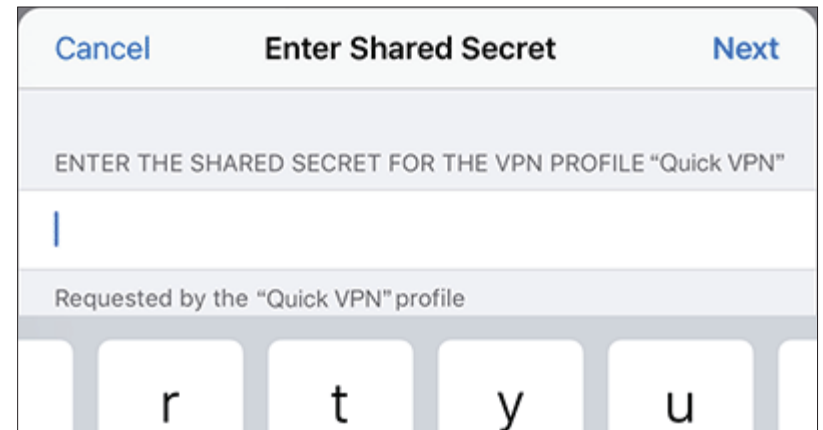 Cancel Enter Shared Secret Next
ENTER THE SHARED SECRET FOR THE VPN PROFILE “Quick VPN”
Requested by the “Quick VPN” profile
r t y u